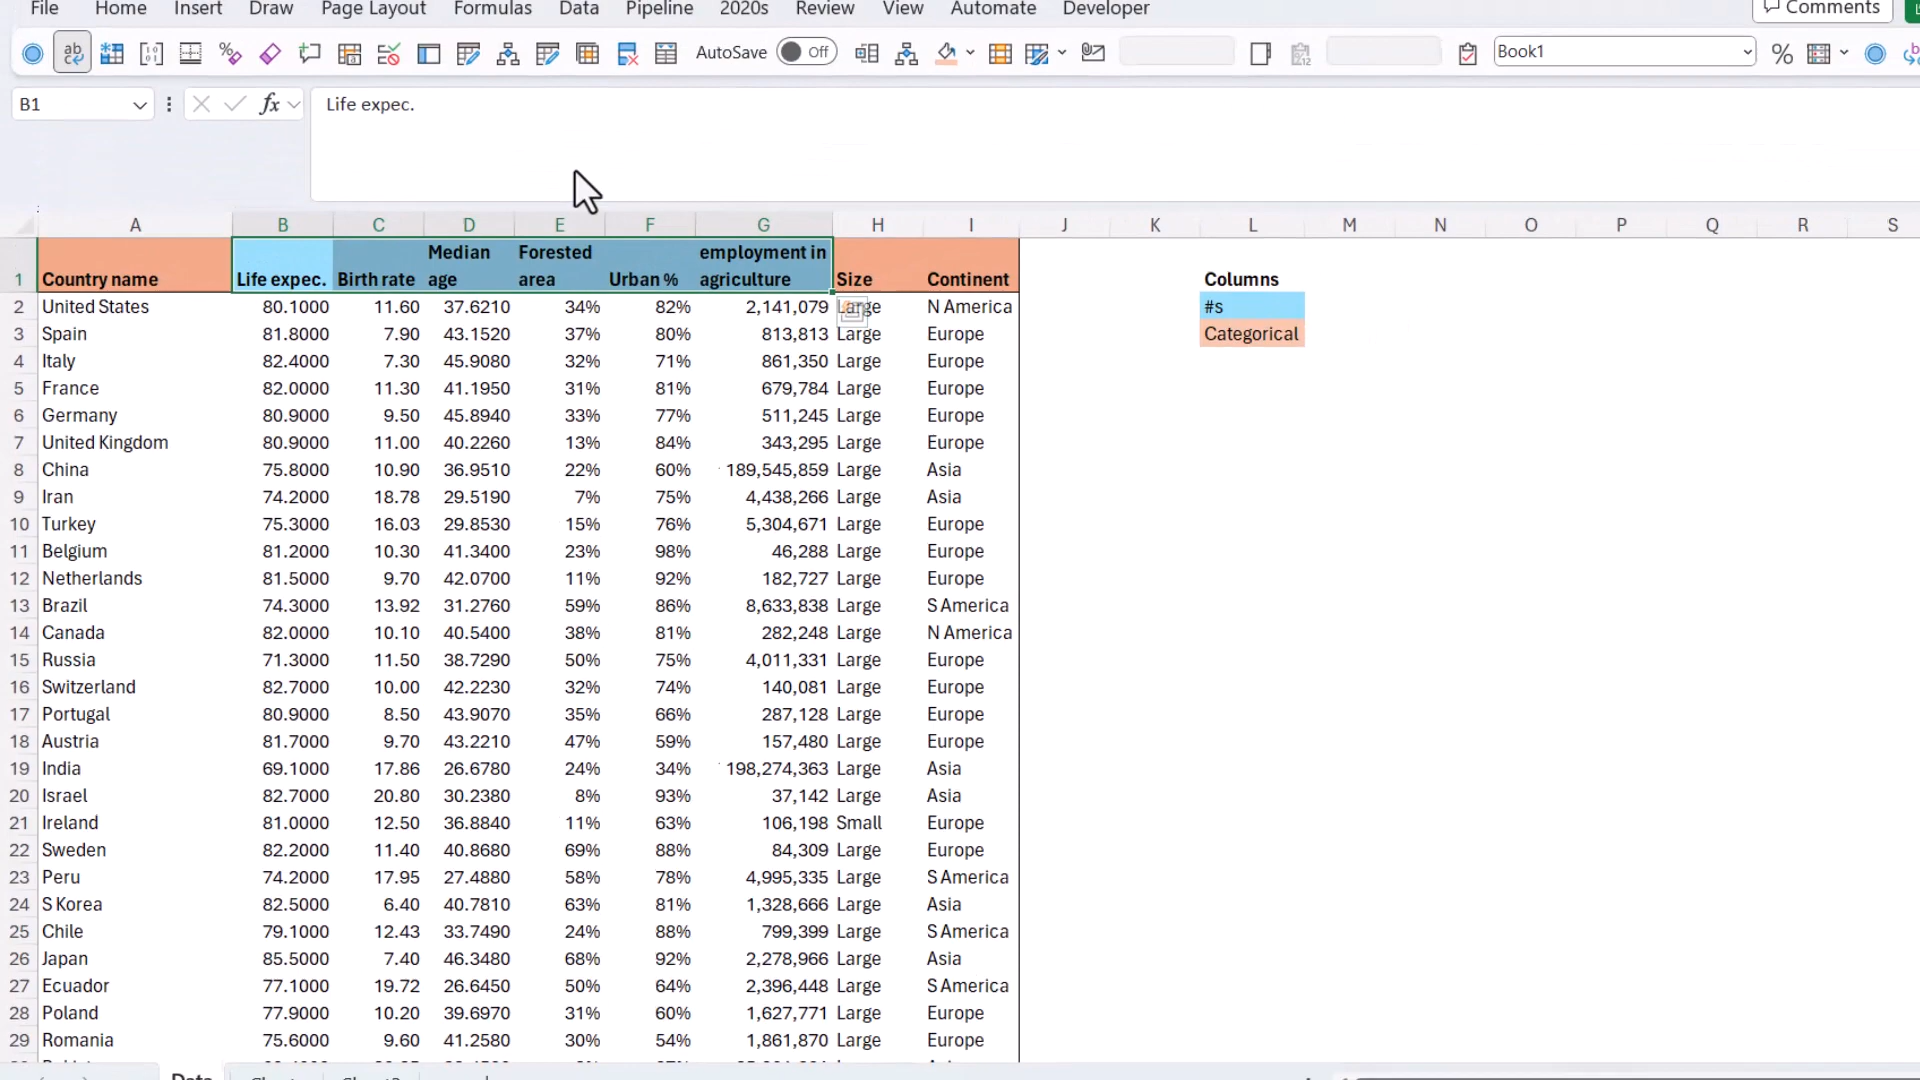 File Home Insert Draw Page Layout Formulas Data Pipeline 2020s Review View Automate Developer Comments
AutoSave Off Book1
B1 fx Life expec.
A B C D E F G H I J K L M N O P Q R S
1 Country name Life expec. Birth rate Median age Forested area Urban % employment in agriculture Size Continent Columns
2 United States 80.1000 11.60 37.6210 34% 82% 2,141,079 Large N America #s
3 Spain 81.8000 7.90 43.1520 37% 80% 813,813 Large Europe Categorical
4 Italy 82.4000 7.30 45.9080 32% 71% 861,350 Large Europe
5 France 82.0000 11.30 41.1950 31% 81% 679,784 Large Europe
6 Germany 80.9000 9.50 45.8940 33% 77% 511,245 Large Europe
7 United Kingdom 80.9000 11.00 40.2260 13% 84% 343,295 Large Europe
8 China 75.8000 10.90 36.9510 22% 60% 189,545,859 Large Asia
9 Iran 74.2000 18.78 29.5190 7% 75% 4,438,266 Large Asia
10 Turkey 75.3000 16.03 29.8530 15% 76% 5,304,671 Large Europe
11 Belgium 81.2000 10.30 41.3400 23% 98% 46,288 Large Europe
12 Netherlands 81.5000 9.70 42.0700 11% 92% 182,727 Large Europe
13 Brazil 74.3000 13.92 31.2760 59% 86% 8,633,838 Large S America
14 Canada 82.0000 10.10 40.5400 38% 81% 282,248 Large N America
15 Russia 71.3000 11.50 38.7290 50% 75% 4,011,331 Large Europe
16 Switzerland 82.7000 10.00 42.2230 32% 74% 140,081 Large Europe
17 Portugal 80.9000 8.50 43.9070 35% 66% 287,128 Large Europe
18 Austria 81.7000 9.70 43.2210 47% 59% 157,480 Large Europe
19 India 69.1000 17.86 26.6780 24% 34% 198,274,363 Large Asia
20 Israel 82.7000 20.80 30.2380 8% 93% 37,142 Large Asia
21 Ireland 81.0000 12.50 36.8840 11% 63% 106,198 Small Europe
22 Sweden 82.2000 11.40 40.8680 69% 88% 84,309 Large Europe
23 Peru 74.2000 17.95 27.4880 58% 78% 4,995,335 Large S America
24 S Korea 82.5000 6.40 40.7810 63% 81% 1,328,666 Large Asia
25 Chile 79.1000 12.43 33.7490 24% 88% 799,399 Large S America
26 Japan 85.5000 7.40 46.3480 68% 92% 2,278,966 Large Asia
27 Ecuador 77.1000 19.72 26.6450 50% 64% 2,396,448 Large S America
28 Poland 77.9000 10.20 39.6970 31% 60% 1,627,771 Large Europe
29 Romania 75.6000 9.60 41.2580 30% 54% 1,861,870 Large Europe
Data